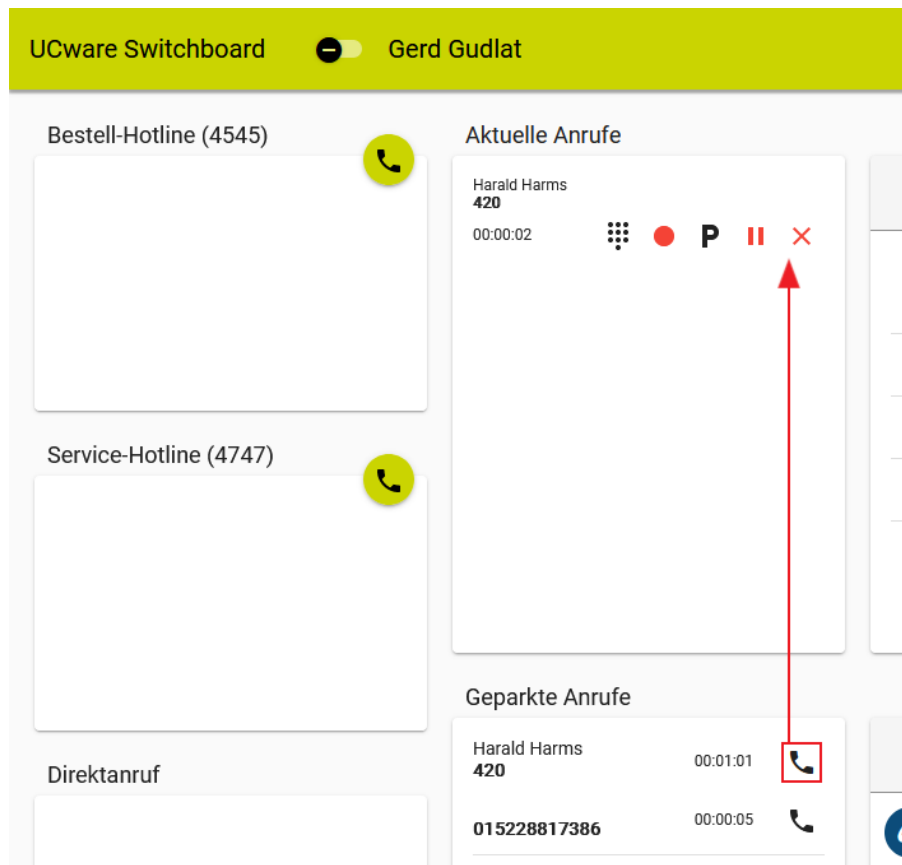 UCware Switchboard Gerd Gudlat
Bestell-Hotline (4545)
Service-Hotline (4747)
Direktanruf
Aktuelle Anrufe
Harald Harms
420
00:00:02 P
Geparkte Anrufe
Harald Harms
420 00:01:01
015228817386 00:00:05